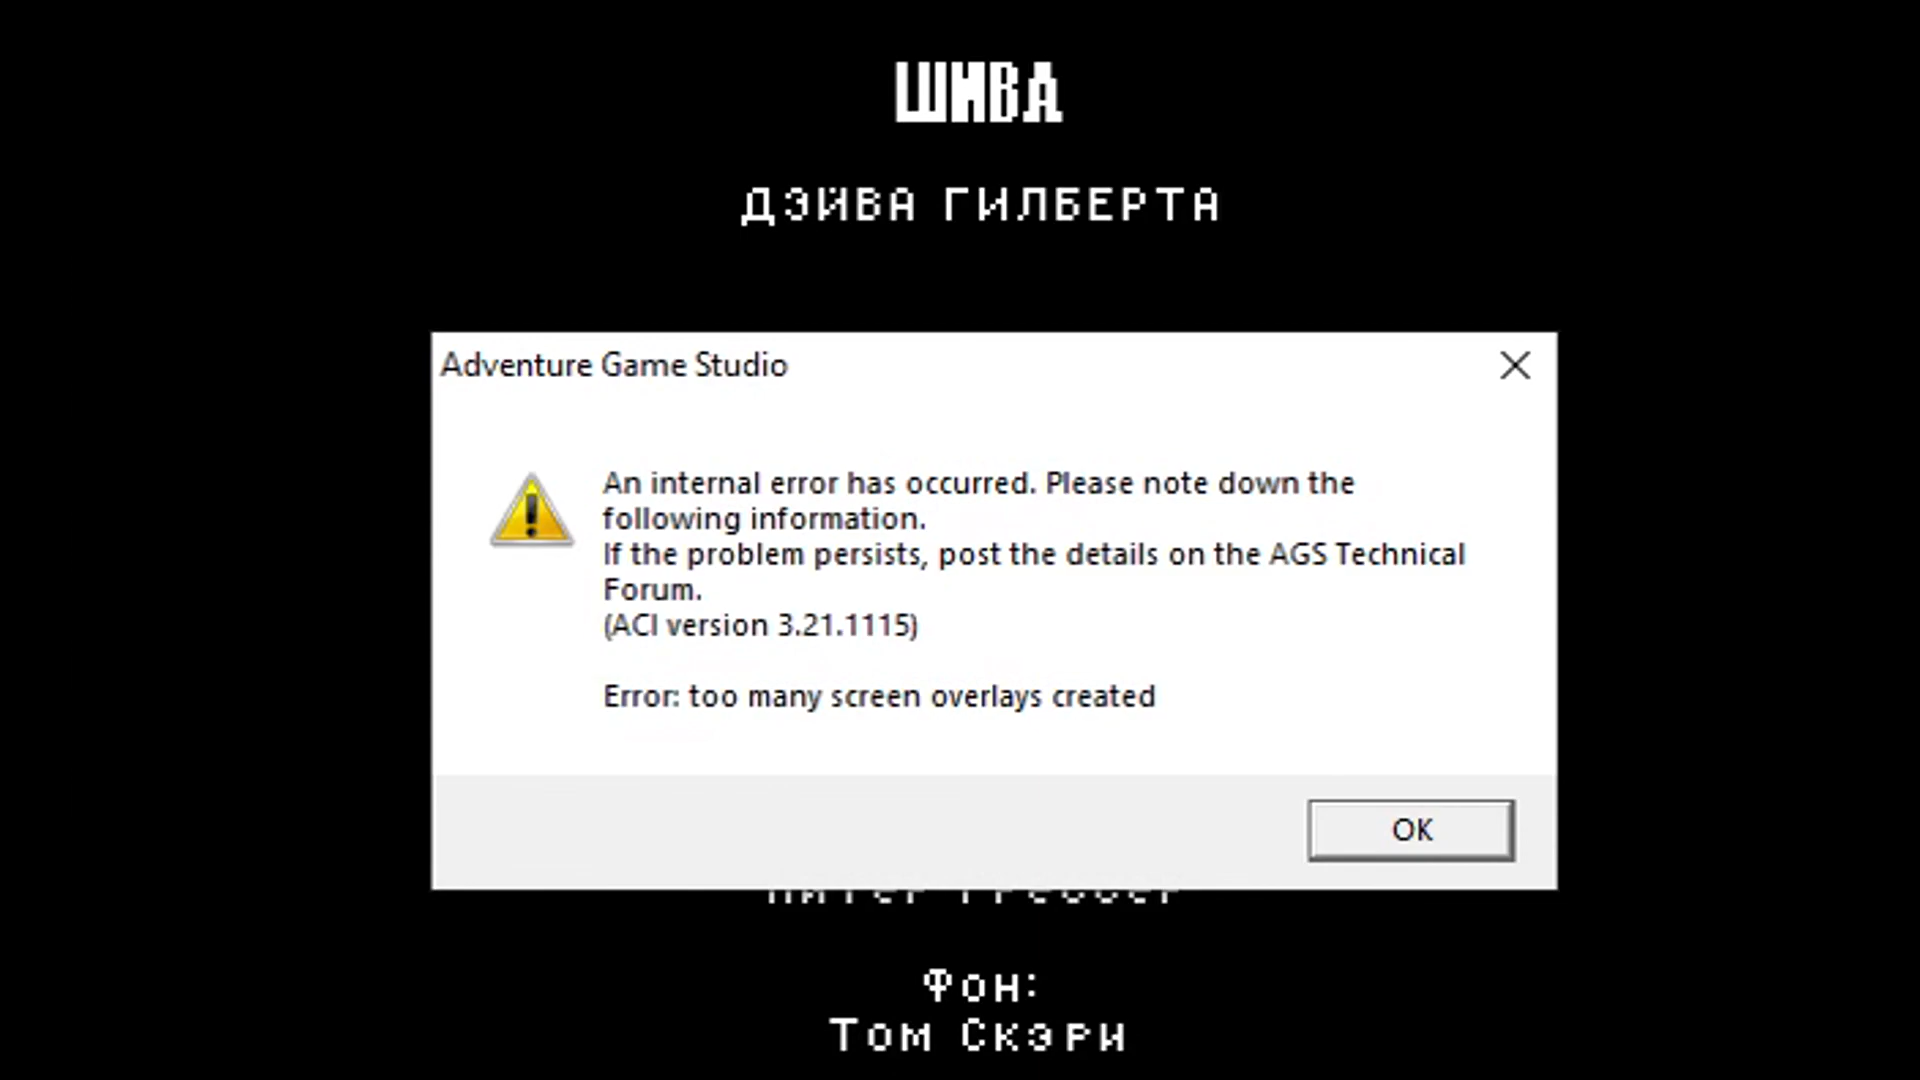 ШИВА
ДЭЙВА ГИЛБЕРТА
Adventure Game Studio
An internal error has occurred. Please note down the
following information.
If the problem persists, post the details on the AGS Technical
Forum.
(ACI version 3.21.1115)
Error: too many screen overlays created
OK
Фон:
Том Скэри